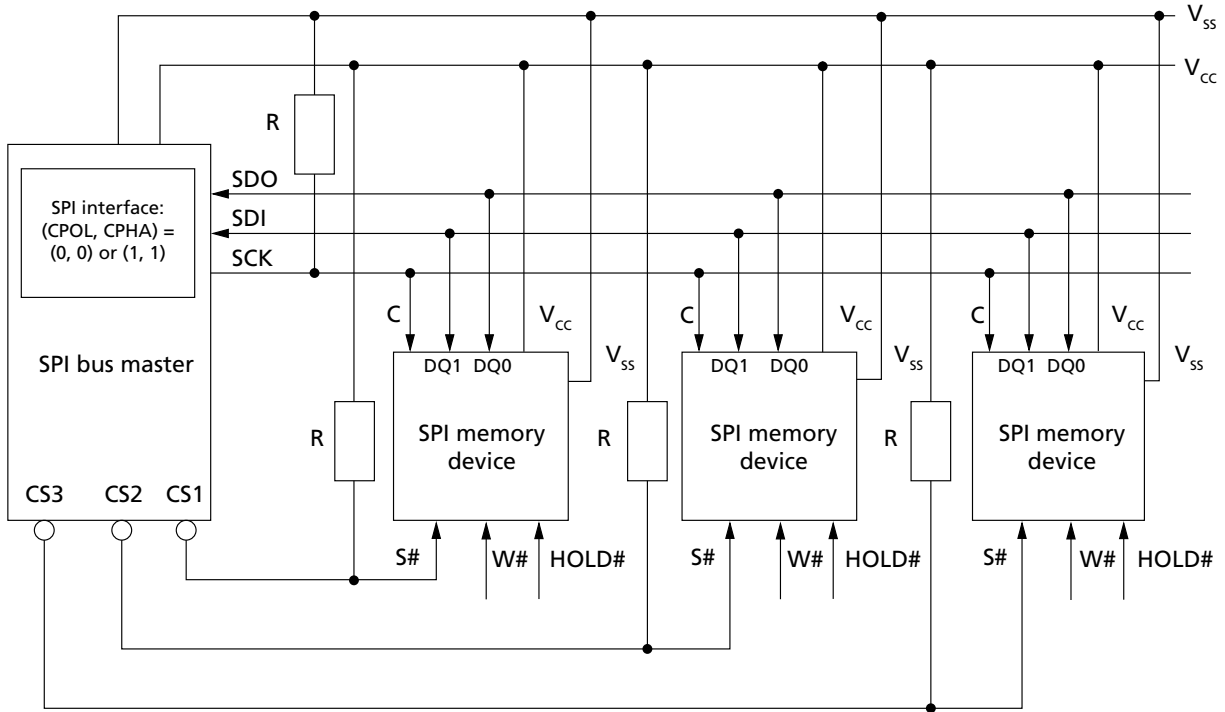 V_ss
V_cc
R
SDO
SDI
SCK
SPI interface:
(CPOL, CPHA) =
(0, 0) or (1, 1)
SPI bus master
CS3 CS2 CS1
C
V_cc
V_ss
DQ1 DQ0
SPI memory
device
R
S#
W#
HOLD#
C
V_cc
V_ss
DQ1 DQ0
SPI memory
device
R
S#
W#
HOLD#
C
V_cc
V_ss
DQ1 DQ0
SPI memory
device
R
S#
W#
HOLD#